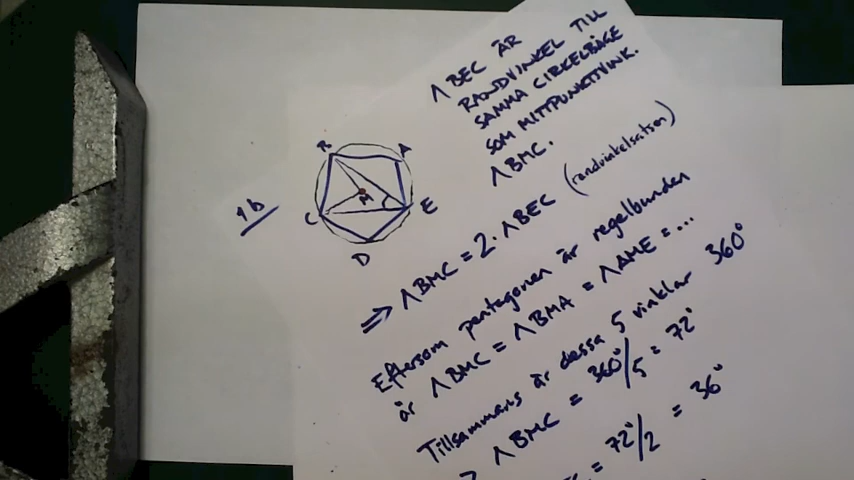 1b
B
A
M
C
E
D
∧ BEC ÄR
RANDVINKEL TILL
SAMMA CIRKELBÅGE
SOM MITTPUNKTSVINK.
∧ BMC.
⇒ ∧ BMC = 2·∧ BEC (randvinkelsatsen)
Eftersom pentagonen är regelbunden
är ∧ BMC = ∧ BMA = ∧ AME = ...
Tillsammans är dessa 5 vinklar 360°
∧ BMC = 360°/5 = 72°
= 72°/2 = 36°